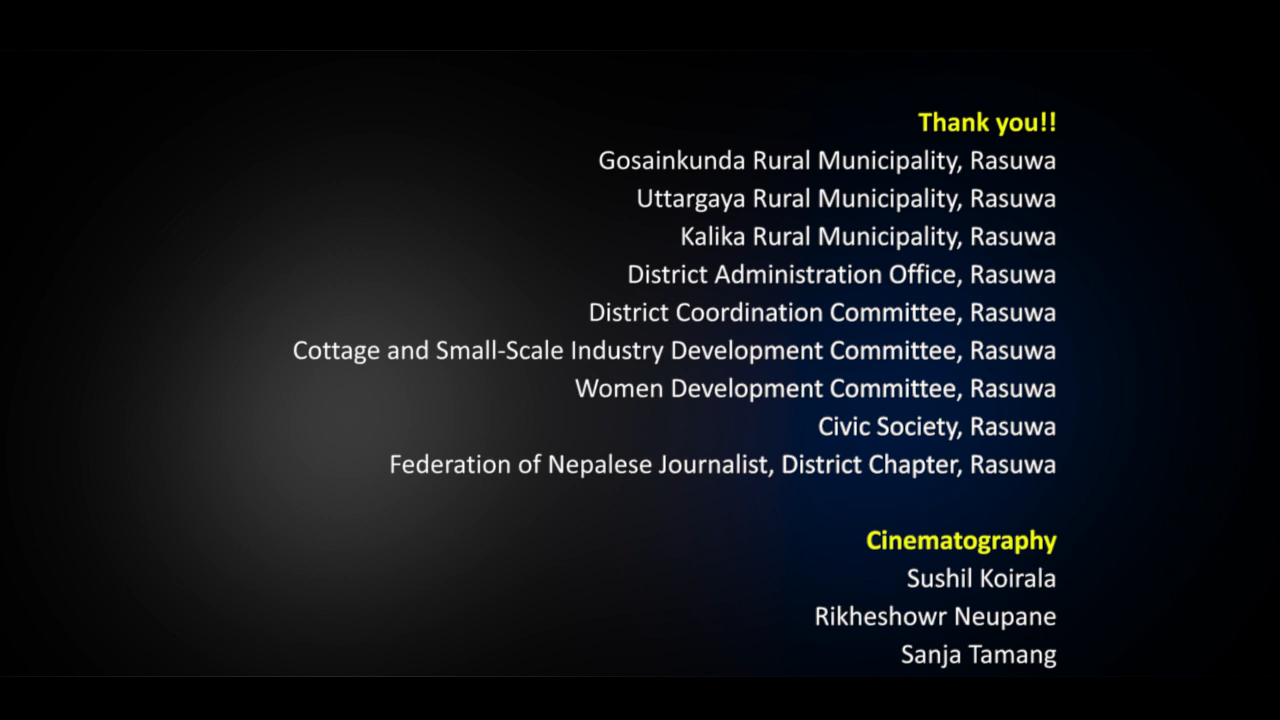 Thank you!!
Gosainkunda Rural Municipality, Rasuwa
Uttargaya Rural Municipality, Rasuwa
Kalika Rural Municipality, Rasuwa
District Administration Office, Rasuwa
District Coordination Committee, Rasuwa
Cottage and Small-Scale Industry Development Committee, Rasuwa
Women Development Committee, Rasuwa
Civic Society, Rasuwa
Federation of Nepalese Journalist, District Chapter, Rasuwa
Cinematography
Sushil Koirala
Rikheshowr Neupane
Sanja Tamang